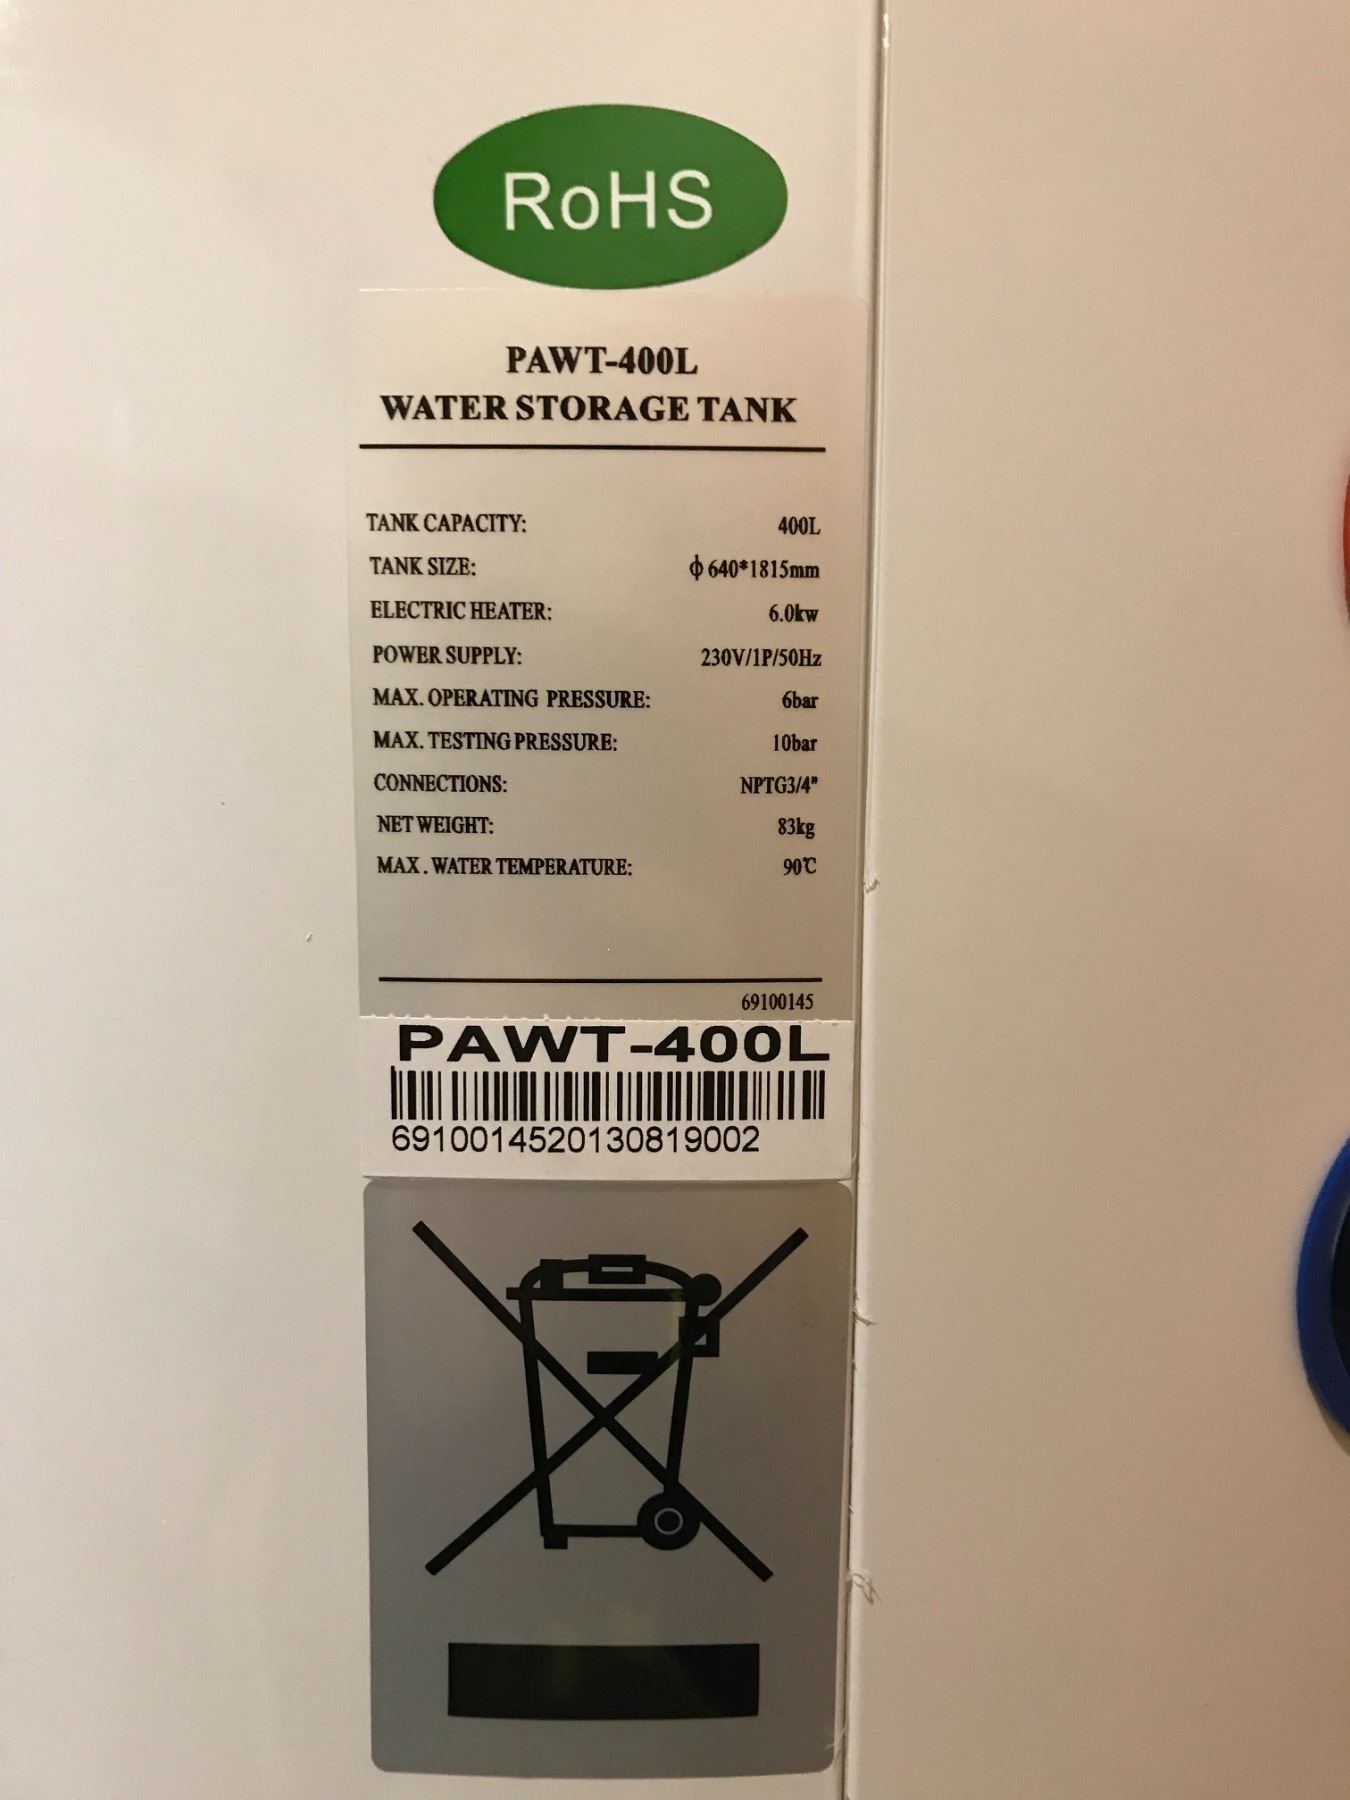 RoHS
PAWT-400L
WATER STORAGE TANK
TANK CAPACITY: 400L
TANK SIZE: ϕ640*1815mm
ELECTRIC HEATER: 6.0kw
POWER SUPPLY: 230V/1P/50Hz
MAX. OPERATING PRESSURE: 6bar
MAX. TESTING PRESSURE: 10bar
CONNECTIONS: NPTG3/4"
NET WEIGHT: 83kg
MAX. WATER TEMPERATURE: 90℃
69100145
PAWT-400L
6910014520130819002